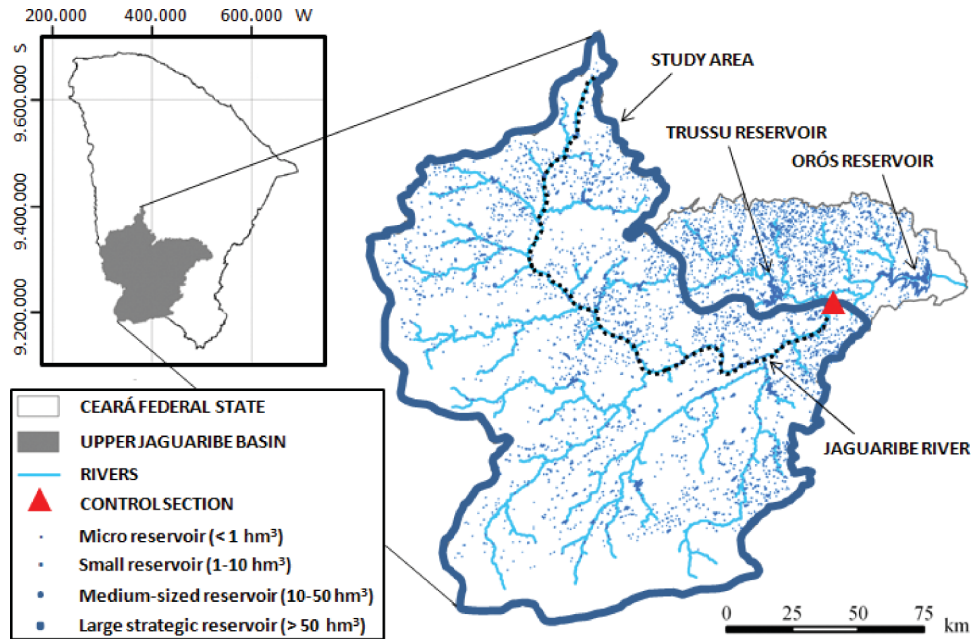 200.000 400.000 600.000 W
S
9.600.000
9.400.000
9.200.000
STUDY AREA
TRUSSU RESERVOIR
ORÓS RESERVOIR
JAGUARIBE RIVER
CEARÁ FEDERAL STATE
UPPER JAGUARIBE BASIN
RIVERS
CONTROL SECTION
Micro reservoir (< 1 hm³)
Small reservoir (1-10 hm³)
Medium-sized reservoir (10-50 hm³)
Large strategic reservoir (> 50 hm³)
0 25 50 75
km